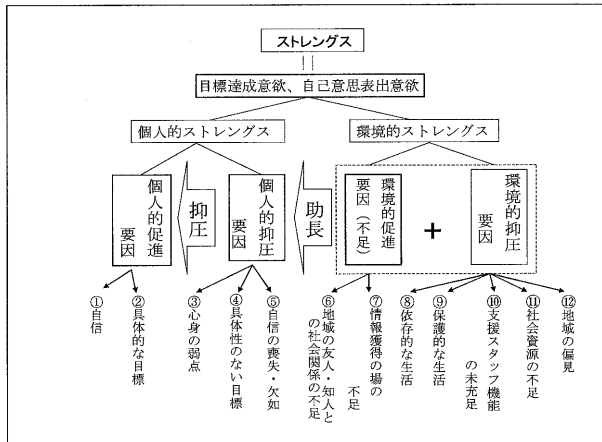 ストレングス
目標達成意欲、自己意思表出意欲
個人的ストレングス
環境的ストレングス
個人的促進
要因
抑圧
個人的抑圧
要因
助長
環境的促進
要因（不足）
＋
環境的抑圧
要因
①自信
②具体的な目標
③心身の弱点
④具体性のない目標
⑤自信の喪失・欠如
⑥地域の友人・知人と
の社会関係の不足
⑦情報獲得の場の
不足
⑧依存的な生活
⑨保護的な生活
⑩支援スタッフ機能
の未充足
⑪社会資源の不足
⑫地域の偏見